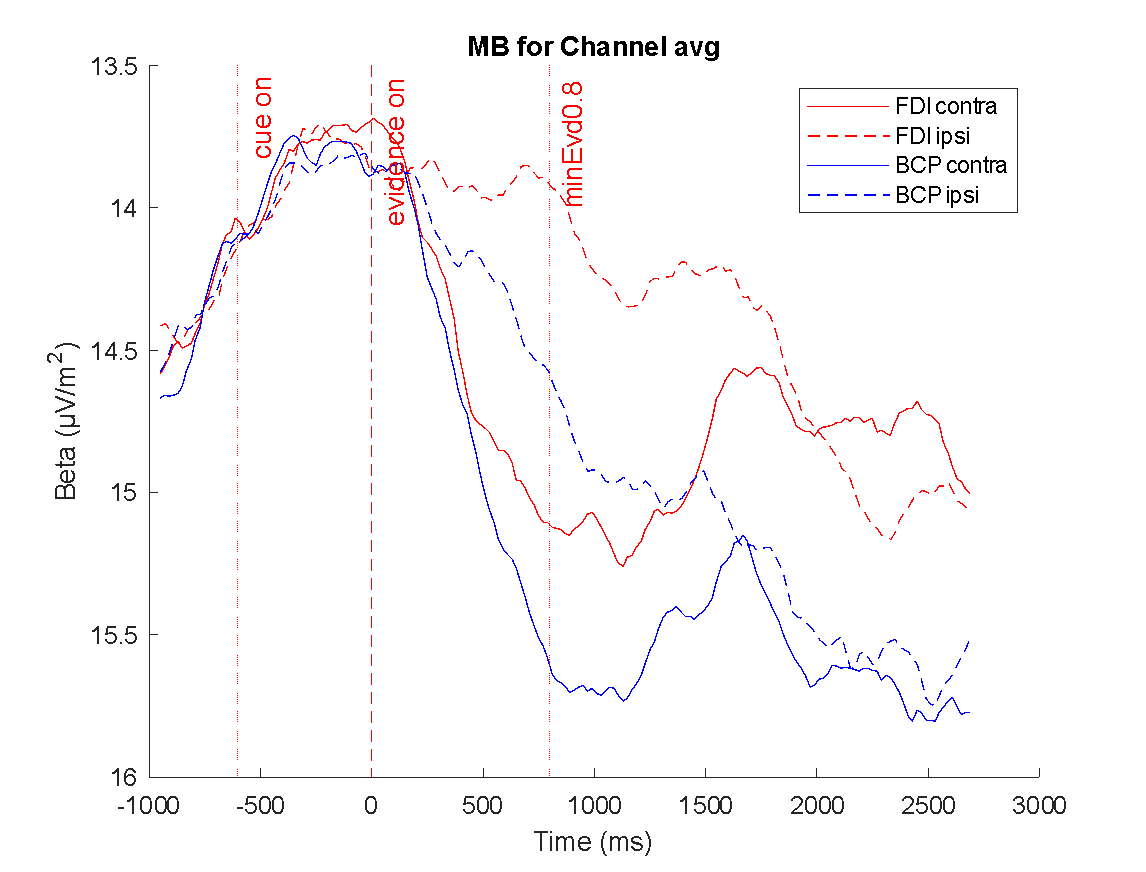 MB for Channel avg
13.5
14
14.5
15
15.5
16
Beta (µV/m²)
cue on
evidence on
minEvd0.8
FDI contra
FDI ipsi
BCP contra
BCP ipsi
-1000
-500
0
500
1000
1500
2000
2500
3000
Time (ms)